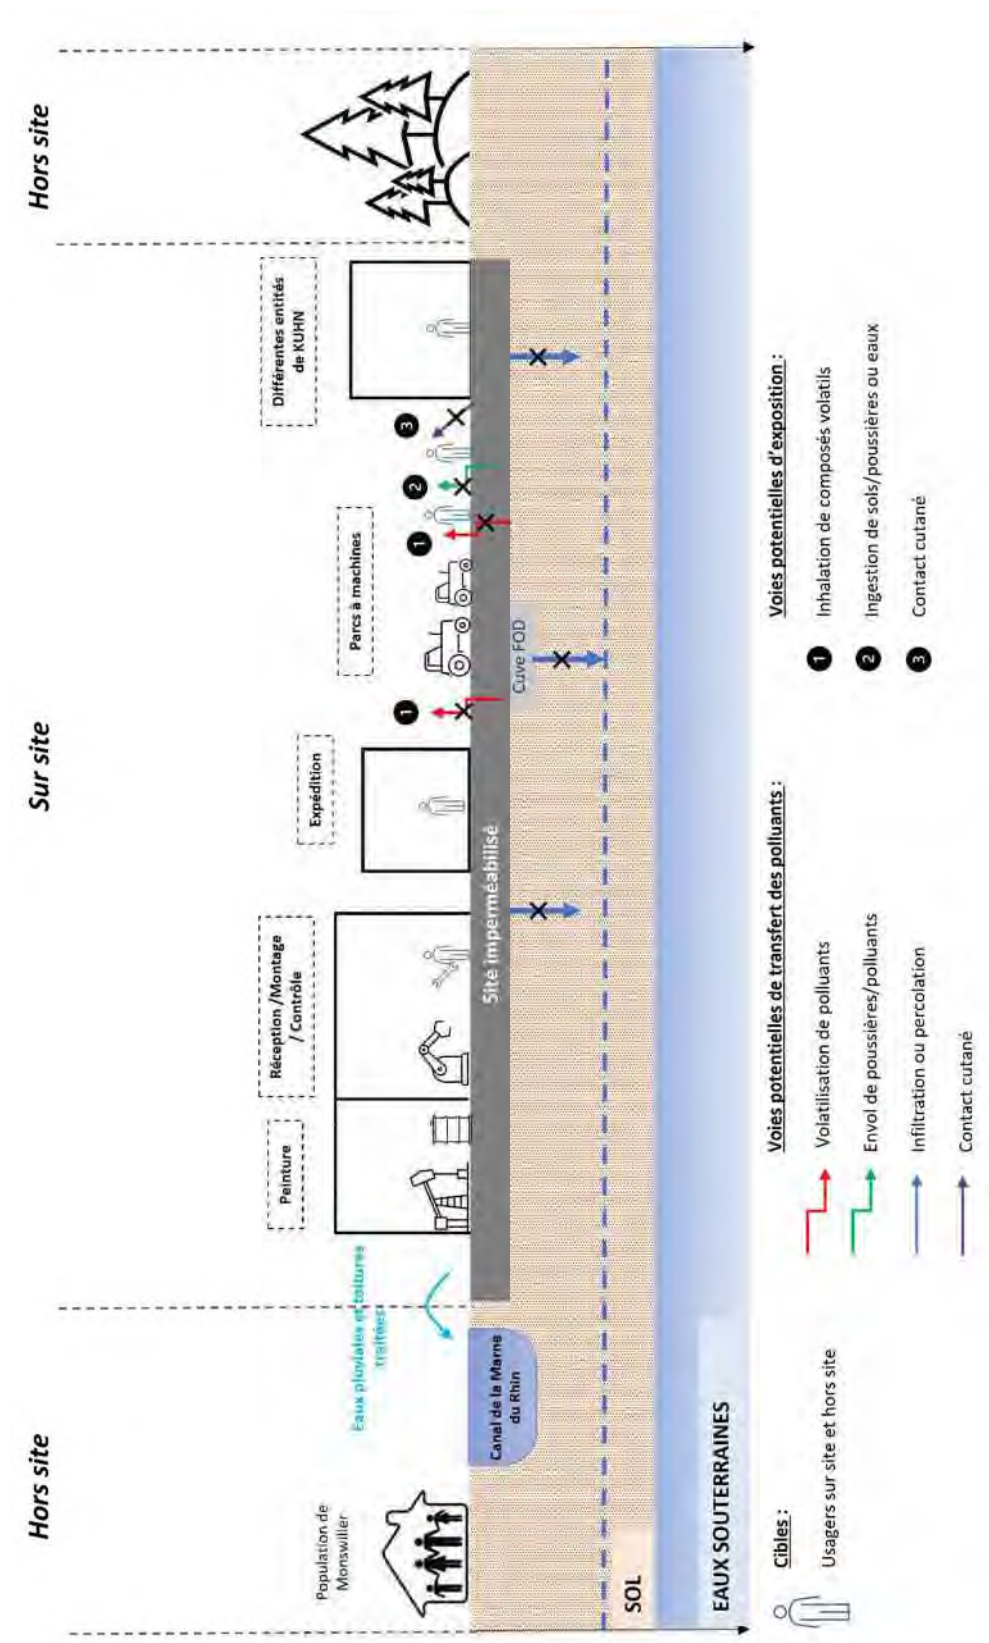 Hors site
Sur site
Hors site
Peinture
Réception /Montage
/ Contrôle
Expédition
Parcs à machines
Différentes entités
de KUHN
Population de
Monswiller
Eaux pluviales et toitures
traitées
1
1
2
3
Canal de la Marne
du Rhin
Site imperméabilisé
Cuve FOD
SOL
EAUX SOUTERRAINES
Cibles :
Usagers sur site et hors site
Voies potentielles de transfert des polluants :
Volatilisation de polluants
Envol de poussières/polluants
Infiltration ou percolation
Contact cutané
Voies potentielles d'exposition :
1 Inhalation de composés volatils
2 Ingestion de sols/poussières ou eaux
3 Contact cutané